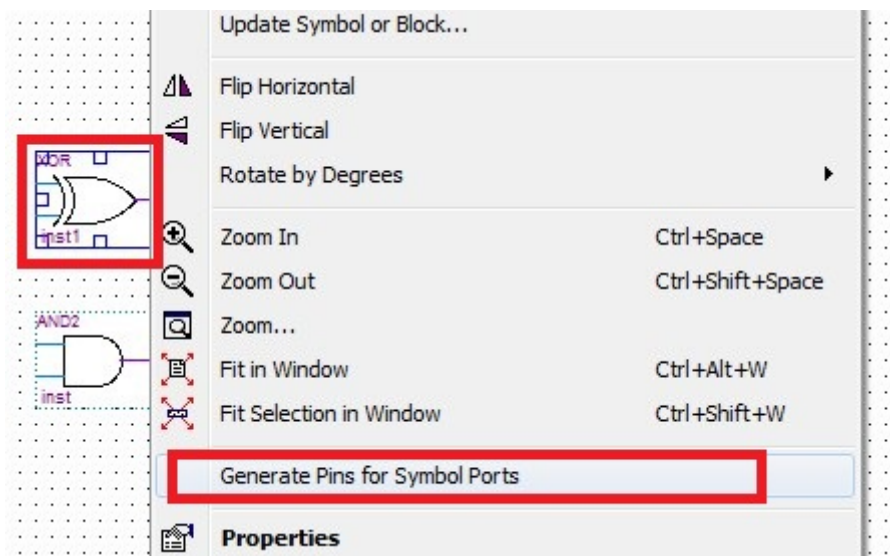 Update Symbol or Block...
Flip Horizontal
Flip Vertical
XOR
Rotate by Degrees
inst1
Zoom In Ctrl+Space
Zoom Out Ctrl+Shift+Space
AND2
Zoom...
Fit in Window Ctrl+Alt+W
inst
Fit Selection in Window Ctrl+Shift+W
Generate Pins for Symbol Ports
Properties